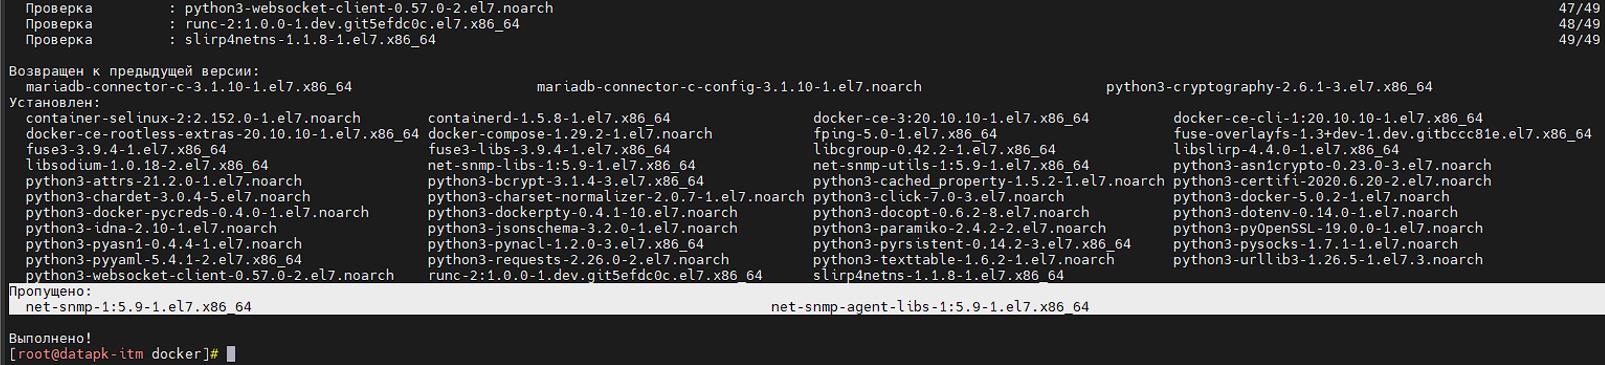 Проверка : python3-websocket-client-0.57.0-2.el7.noarch 47/49
Проверка : runc-2:1.0.0-1.dev.git5efdc0c.el7.x86_64 48/49
Проверка : slirp4netns-1.1.8-1.el7.x86_64 49/49
Возвращен к предыдущей версии:
mariadb-connector-c-3.1.10-1.el7.x86_64 mariadb-connector-c-config-3.1.10-1.el7.noarch python3-cryptography-2.6.1-3.el7.x86_64
Установлен:
container-selinux-2:2.152.0-1.el7.noarch containerd-1.5.8-1.el7.x86_64 docker-ce-3:20.10.10-1.el7.x86_64 docker-ce-cli-1:20.10.10-1.el7.x86_64
docker-ce-rootless-extras-20.10.10-1.el7.x86_64 docker-compose-1.29.2-1.el7.noarch fping-5.0-1.el7.x86_64 fuse-overlayfs-1.3+dev-1.dev.gitbccc81e.el7.x86_64
fuse3-3.9.4-1.el7.x86_64 fuse3-libs-3.9.4-1.el7.x86_64 libcgroup-0.42.2-1.el7.x86_64 libslirp-4.4.0-1.el7.x86_64
libsodium-1.0.18-2.el7.x86_64 net-snmp-libs-1:5.9-1.el7.x86_64 net-snmp-utils-1:5.9-1.el7.x86_64 python3-asn1crypto-0.23.0-3.el7.noarch
python3-attrs-21.2.0-1.el7.noarch python3-bcrypt-3.1.4-3.el7.x86_64 python3-cached_property-1.5.2-1.el7.noarch python3-certifi-2020.6.20-2.el7.noarch
python3-chardet-3.0.4-5.el7.noarch python3-charset-normalizer-2.0.7-1.el7.noarch python3-click-7.0-3.el7.noarch python3-docker-5.0.2-1.el7.noarch
python3-docker-pycreds-0.4.0-1.el7.noarch python3-dockerpty-0.4.1-10.el7.noarch python3-docopt-0.6.2-8.el7.noarch python3-dotenv-0.14.0-1.el7.noarch
python3-idna-2.10-1.el7.noarch python3-jsonschema-3.2.0-1.el7.noarch python3-paramiko-2.4.2-2.el7.noarch python3-pyOpenSSL-19.0.0-1.el7.noarch
python3-pyasn1-0.4.4-1.el7.noarch python3-pynacl-1.2.0-3.el7.x86_64 python3-pyrsistent-0.14.2-3.el7.x86_64 python3-pysocks-1.7.1-1.el7.noarch
python3-pyyaml-5.4.1-2.el7.x86_64 python3-requests-2.26.0-2.el7.noarch python3-texttable-1.6.2-1.el7.noarch python3-urllib3-1.26.5-1.el7.3.noarch
python3-websocket-client-0.57.0-2.el7.noarch runc-2:1.0.0-1.dev.git5efdc0c.el7.x86_64 slirp4netns-1.1.8-1.el7.x86_64
Пропущено:
net-snmp-1:5.9-1.el7.x86_64 net-snmp-agent-libs-1:5.9-1.el7.x86_64
Выполнено!
[root@datapk-itm docker]#